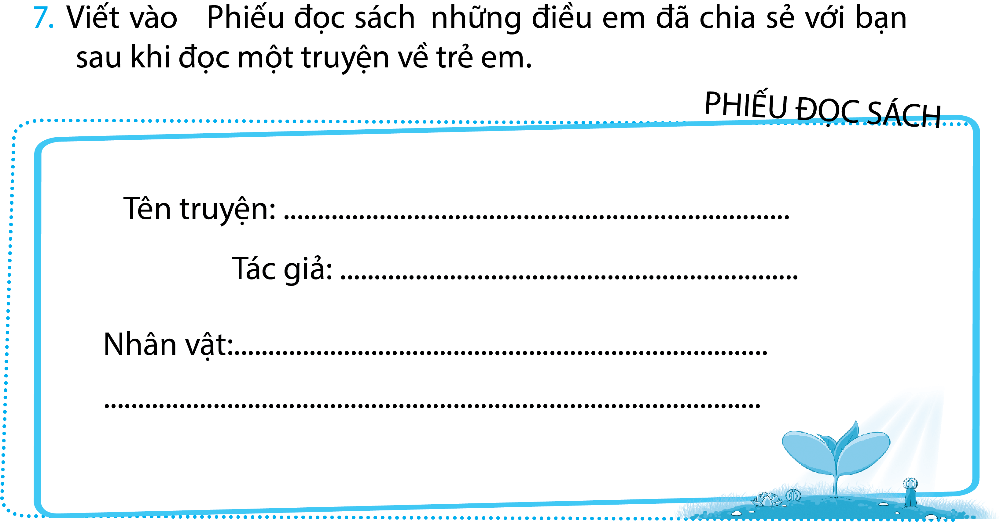 7. Viết vào Phiếu đọc sách những điều em đã chia sẻ với bạn
sau khi đọc một truyện về trẻ em.
PHIẾU ĐỌC SÁCH
Tên truyện: ..........................................................................
Tác giả: ...................................................................
Nhân vật:..............................................................................
.................................................................................................